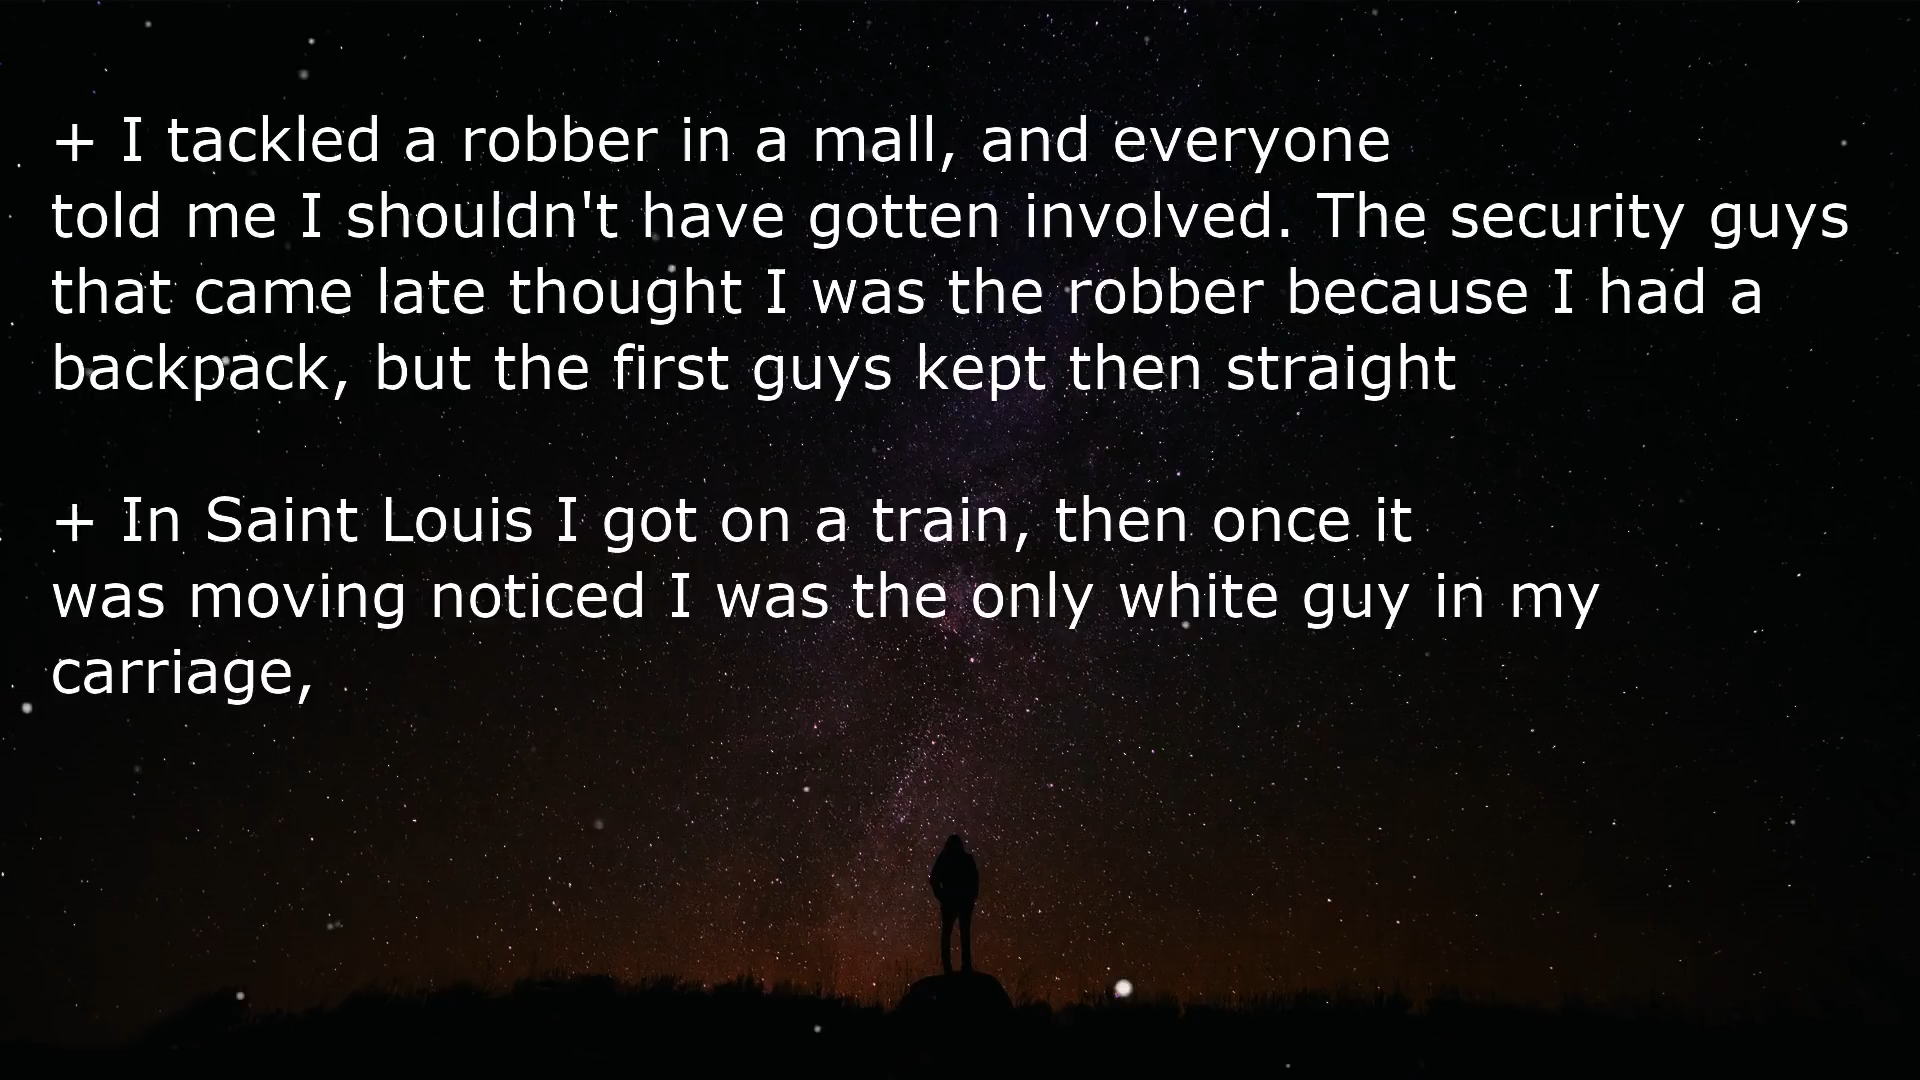 + I tackled a robber in a mall, and everyone
told me I shouldn't have gotten involved. The security guys
that came late thought I was the robber because I had a
backpack, but the first guys kept then straight
+ In Saint Louis I got on a train, then once it
was moving noticed I was the only white guy in my
carriage,